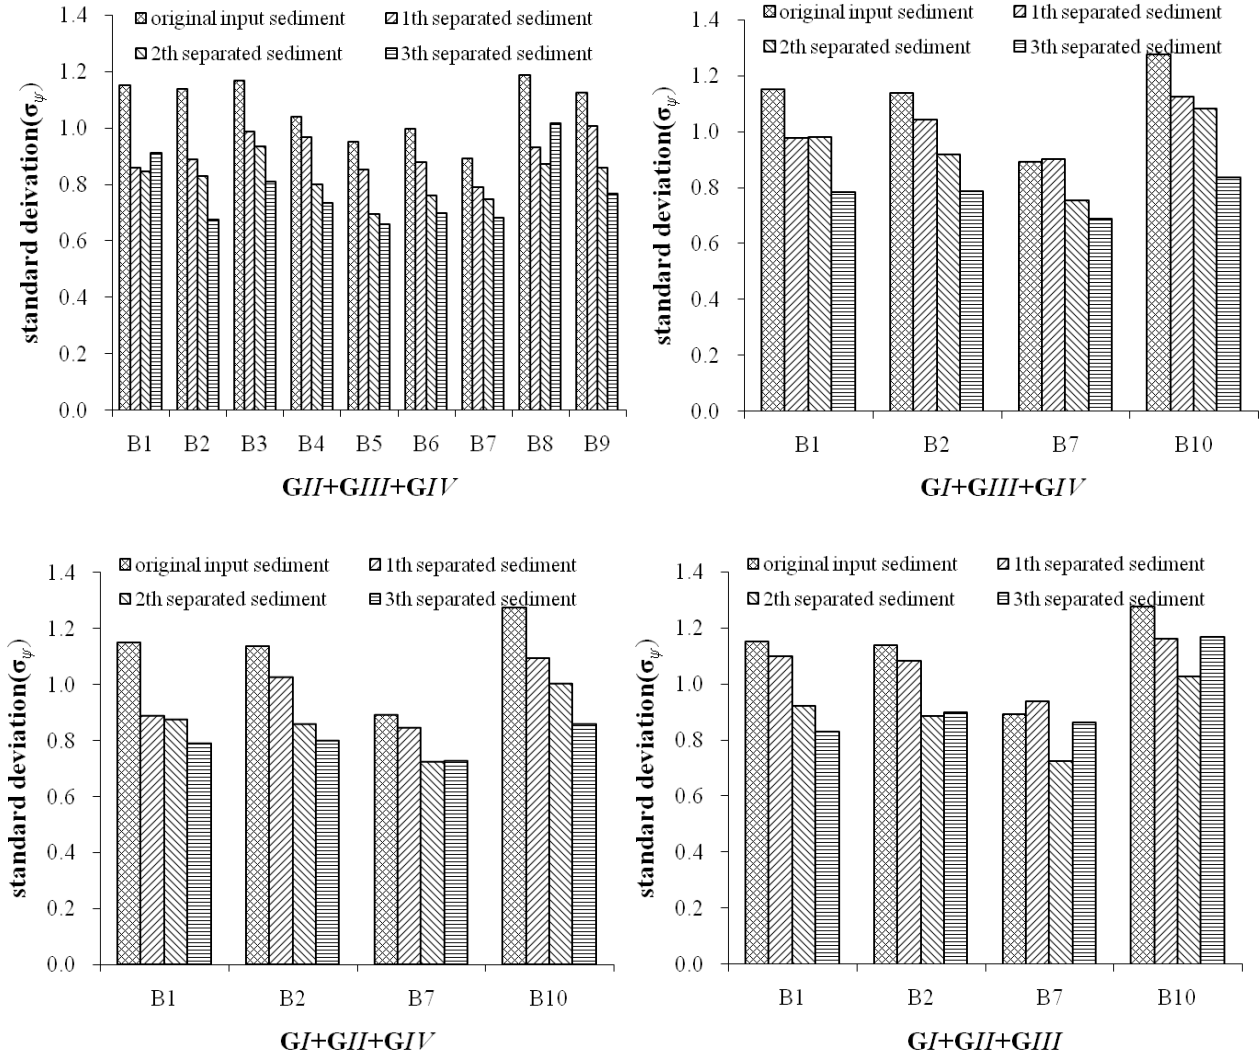 original input sediment 1th separated sediment
2th separated sediment 3th separated sediment
standard deivation(σψ)
1.4
1.2
1.0
0.8
0.6
0.4
0.2
0.0
B1 B2 B3 B4 B5 B6 B7 B8 B9
GII+GIII+GIV
original input sediment 1th separated sediment
2th separated sediment 3th separated sediment
standard deviation(σψ)
1.4
1.2
1.0
0.8
0.6
0.4
0.2
0.0
B1 B2 B7 B10
GI+GIII+GIV
original input sediment 1th separated sediment
2th separated sediment 3th separated sediment
standard deviation(σψ)
1.4
1.2
1.0
0.8
0.6
0.4
0.2
0.0
B1 B2 B7 B10
GI+GII+GIV
original input sediment 1th separated sediment
2th separated sediment 3th separated sediment
standard deviation(σψ)
1.4
1.2
1.0
0.8
0.6
0.4
0.2
0.0
B1 B2 B7 B10
GI+GII+GIII